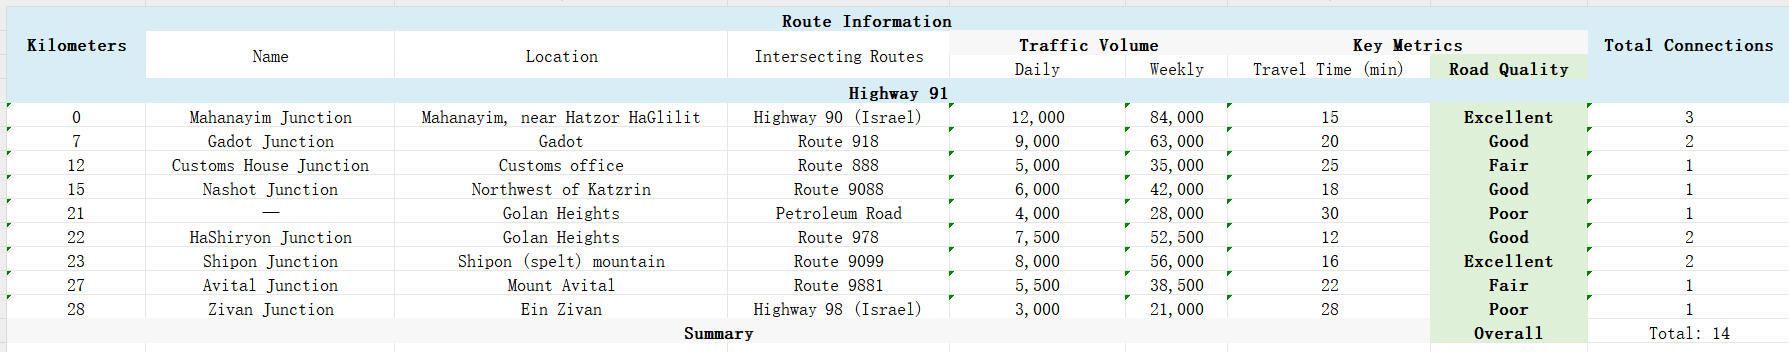 Route Information
Kilometers Name Location Intersecting Routes Traffic Volume Key Metrics Total Connections
Daily Weekly Travel Time (min) Road Quality
Highway 91
0 Mahanayim Junction Mahanayim, near Hatzor HaGlilit Highway 90 (Israel) 12,000 84,000 15 Excellent 3
7 Gadot Junction Gadot Route 918 9,000 63,000 20 Good 2
12 Customs House Junction Customs office Route 888 5,000 35,000 25 Fair 1
15 Nashot Junction Northwest of Katzrin Route 9088 6,000 42,000 18 Good 1
21 — Golan Heights Petroleum Road 4,000 28,000 30 Poor 1
22 HaShiryon Junction Golan Heights Route 978 7,500 52,500 12 Good 2
23 Shipon Junction Shipon (spelt) mountain Route 9099 8,000 56,000 16 Excellent 2
27 Avital Junction Mount Avital Route 9881 5,500 38,500 22 Fair 1
28 Zivan Junction Ein Zivan Highway 98 (Israel) 3,000 21,000 28 Poor 1
Summary Overall Total: 14